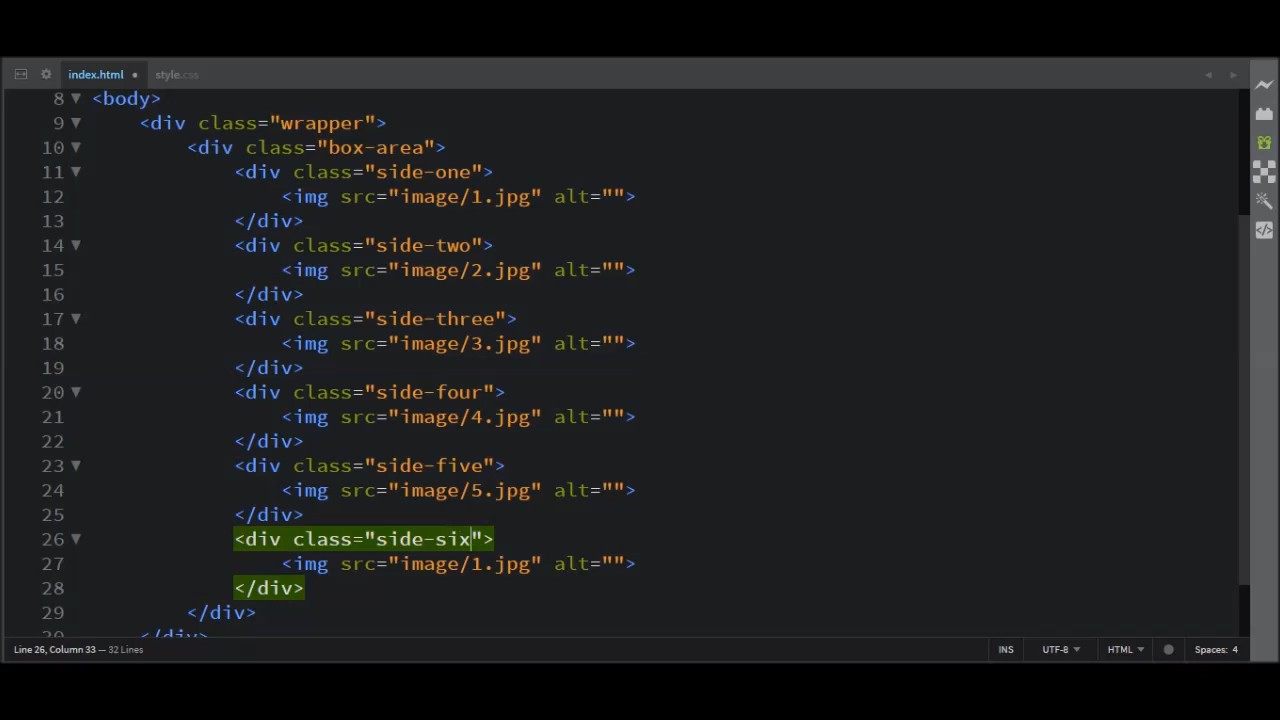 index.html • style.css
8 <body>
9 <div class="wrapper">
10 <div class="box-area">
11 <div class="side-one">
12 <img src="image/1.jpg" alt="">
13 </div>
14 <div class="side-two">
15 <img src="image/2.jpg" alt="">
16 </div>
17 <div class="side-three">
18 <img src="image/3.jpg" alt="">
19 </div>
20 <div class="side-four">
21 <img src="image/4.jpg" alt="">
22 </div>
23 <div class="side-five">
24 <img src="image/5.jpg" alt="">
25 </div>
26 <div class="side-six">
27 <img src="image/1.jpg" alt="">
28 </div>
29 </div>
30 </div>
Line 26, Column 33 — 32 Lines INS UTF-8 HTML Spaces: 4